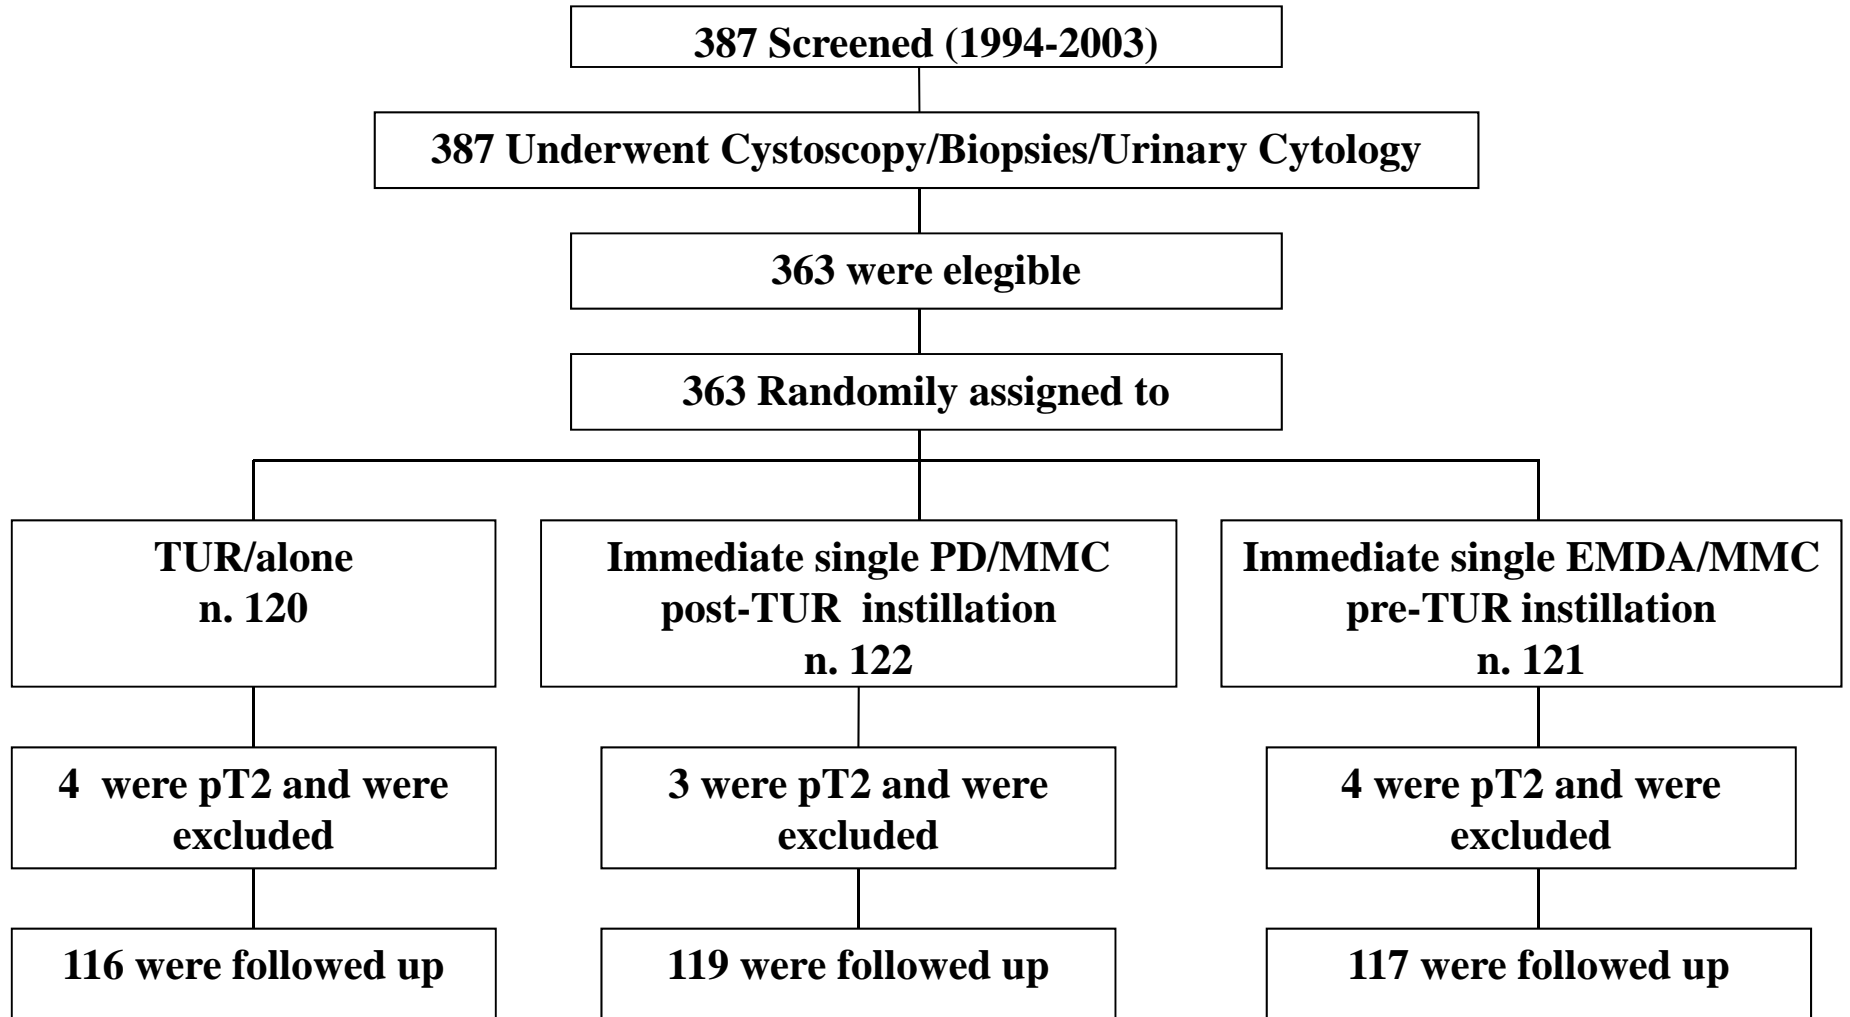 387 Screened (1994-2003)
387 Underwent Cystoscopy/Biopsies/Urinary Cytology
363 were elegible
363 Randomily assigned to
TUR/alone
n. 120
Immediate single PD/MMC
post-TUR instillation
n. 122
Immediate single EMDA/MMC
pre-TUR instillation
n. 121
4 were pT2 and were
excluded
3 were pT2 and were
excluded
4 were pT2 and were
excluded
116 were followed up
119 were followed up
117 were followed up